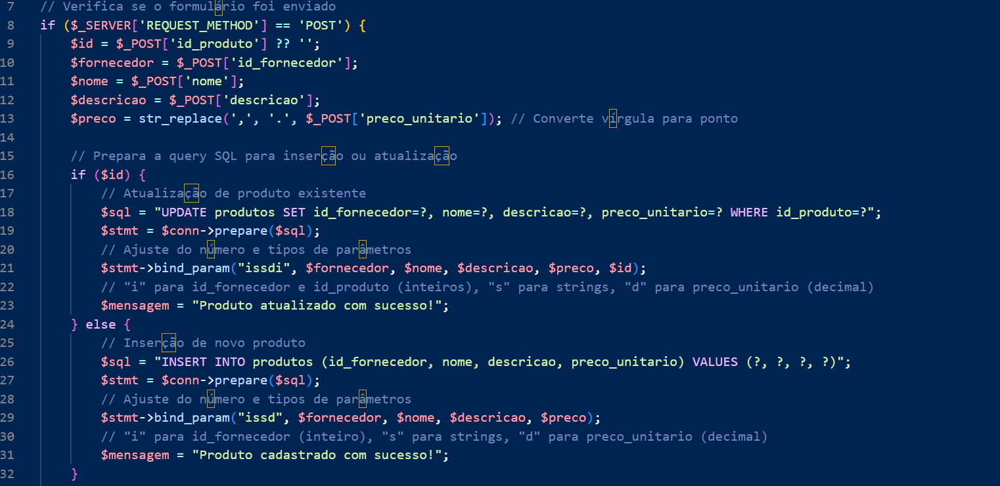 7 // Verifica se o formulário foi enviado
8 if ($_SERVER['REQUEST_METHOD'] == 'POST') {
9 $id = $_POST['id_produto'] ?? '';
10 $fornecedor = $_POST['id_fornecedor'];
11 $nome = $_POST['nome'];
12 $descricao = $_POST['descricao'];
13 $preco = str_replace(',', '.', $_POST['preco_unitario']); // Converte vírgula para ponto
14
15 // Prepara a query SQL para inserção ou atualização
16 if ($id) {
17 // Atualização de produto existente
18 $sql = "UPDATE produtos SET id_fornecedor=?, nome=?, descricao=?, preco_unitario=? WHERE id_produto=?";
19 $stmt = $conn->prepare($sql);
20 // Ajuste do número e tipos de parâmetros
21 $stmt->bind_param("issdi", $fornecedor, $nome, $descricao, $preco, $id);
22 // "i" para id_fornecedor e id_produto (inteiros), "s" para strings, "d" para preco_unitario (decimal)
23 $mensagem = "Produto atualizado com sucesso!";
24 } else {
25 // Inserção de novo produto
26 $sql = "INSERT INTO produtos (id_fornecedor, nome, descricao, preco_unitario) VALUES (?, ?, ?, ?)";
27 $stmt = $conn->prepare($sql);
28 // Ajuste do número e tipos de parâmetros
29 $stmt->bind_param("issd", $fornecedor, $nome, $descricao, $preco);
30 // "i" para id_fornecedor (inteiro), "s" para strings, "d" para preco_unitario (decimal)
31 $mensagem = "Produto cadastrado com sucesso!";
32 }